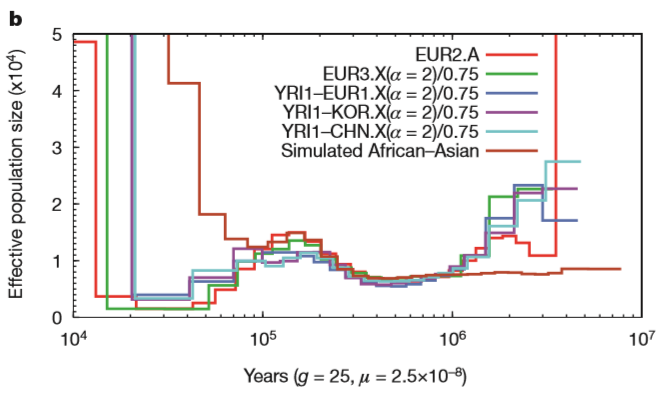 b
Effective population size (x10⁴)
5
4
3
2
1
0
EUR2.A
EUR3.X(α = 2)/0.75
YRI1–EUR1.X(α = 2)/0.75
YRI1–KOR.X(α = 2)/0.75
YRI1–CHN.X(α = 2)/0.75
Simulated African–Asian
10⁴ 10⁵ 10⁶ 10⁷
Years (g = 25, μ = 2.5×10⁻⁸)